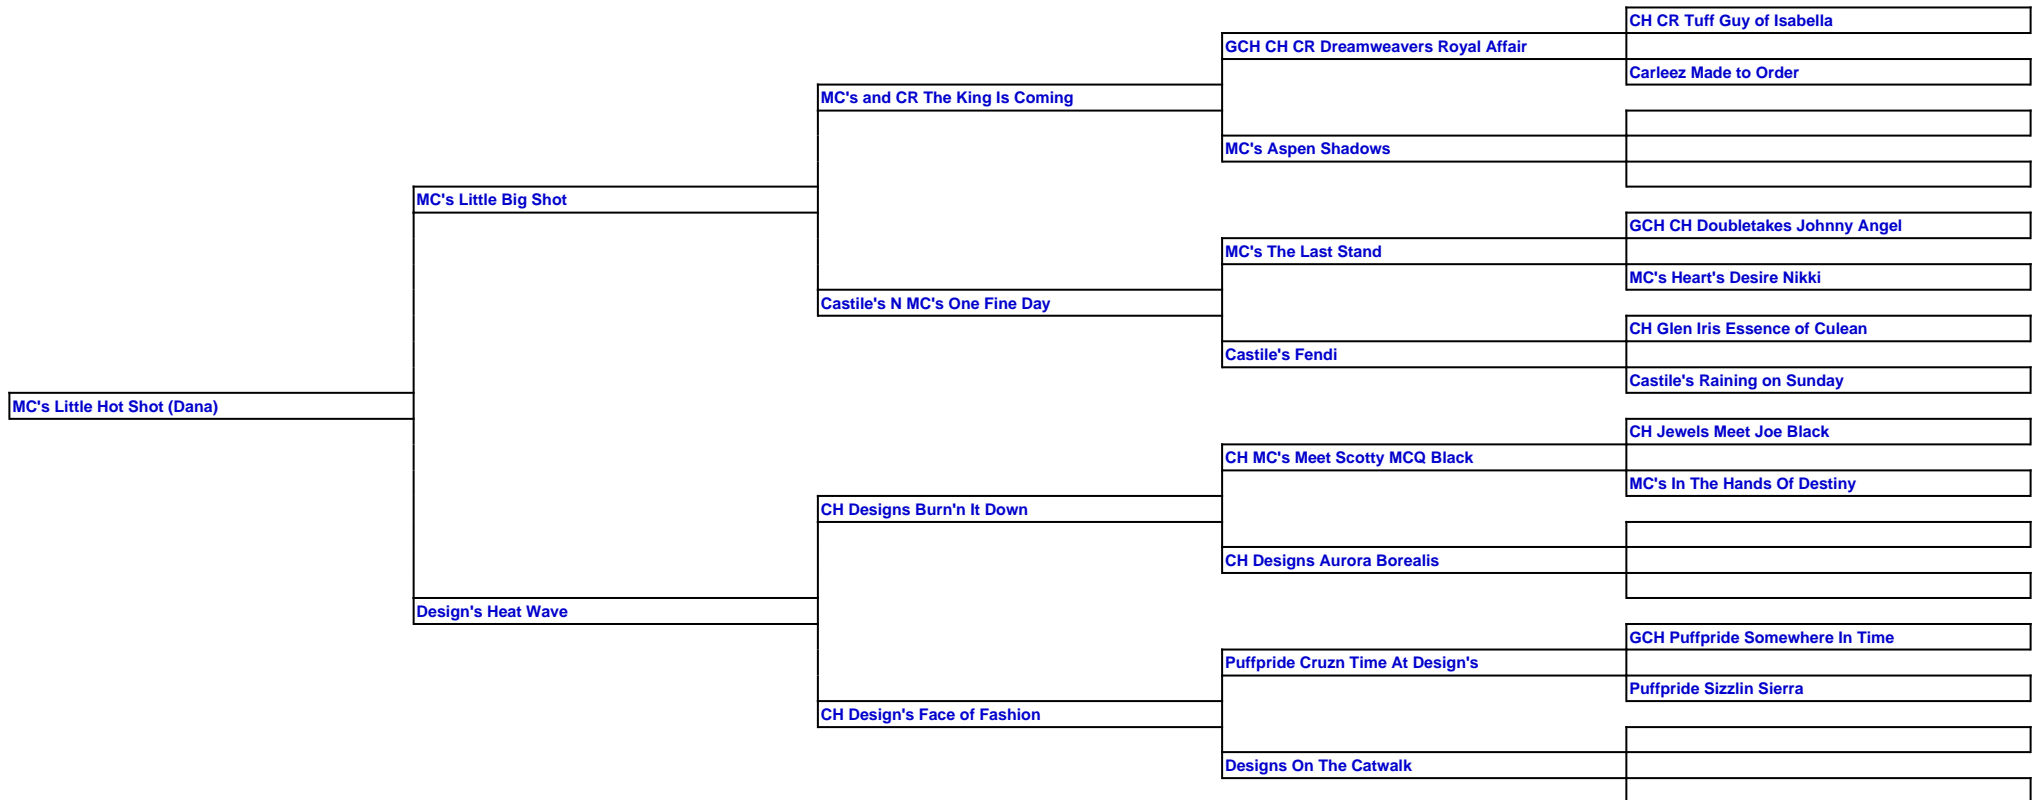 CH CR Tuff Guy of Isabella
GCH CH CR Dreamweavers Royal Affair
Carleez Made to Order
MC's and CR The King Is Coming
MC's Aspen Shadows
MC's Little Big Shot
GCH CH Doubletakes Johnny Angel
MC's The Last Stand
MC's Heart's Desire Nikki
Castile's N MC's One Fine Day
CH Glen Iris Essence of Culean
Castile's Fendi
Castile's Raining on Sunday
MC's Little Hot Shot (Dana)
CH Jewels Meet Joe Black
CH MC's Meet Scotty MCQ Black
MC's In The Hands Of Destiny
CH Designs Burn'n It Down
CH Designs Aurora Borealis
Design's Heat Wave
GCH Puffpride Somewhere In Time
Puffpride Cruzn Time At Design's
Puffpride Sizzlin Sierra
CH Design's Face of Fashion
Designs On The Catwalk